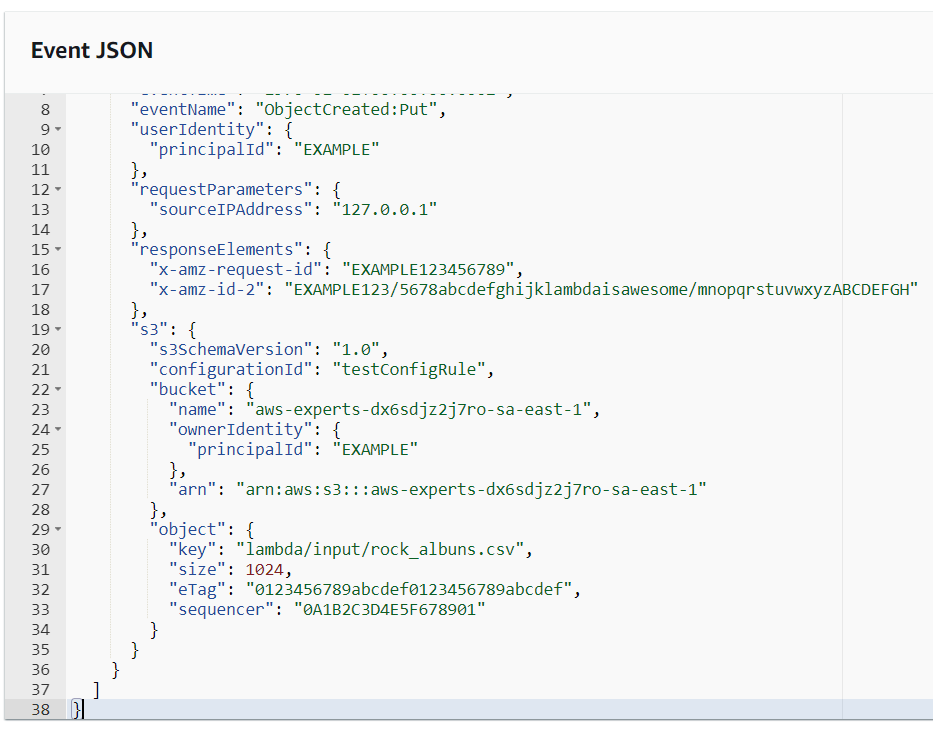 Event JSON
8 "eventName": "ObjectCreated:Put",
9 "userIdentity": {
10 "principalId": "EXAMPLE"
11 },
12 "requestParameters": {
13 "sourceIPAddress": "127.0.0.1"
14 },
15 "responseElements": {
16 "x-amz-request-id": "EXAMPLE123456789",
17 "x-amz-id-2": "EXAMPLE123/5678abcdefghijklambdaisawesome/mnopqrstuvwxyzABCDEFGH"
18 },
19 "s3": {
20 "s3SchemaVersion": "1.0",
21 "configurationId": "testConfigRule",
22 "bucket": {
23 "name": "aws-experts-dx6sdjz2j7ro-sa-east-1",
24 "ownerIdentity": {
25 "principalId": "EXAMPLE"
26 },
27 "arn": "arn:aws:s3:::aws-experts-dx6sdjz2j7ro-sa-east-1"
28 },
29 "object": {
30 "key": "lambda/input/rock_albuns.csv",
31 "size": 1024,
32 "eTag": "0123456789abcdef0123456789abcdef",
33 "sequencer": "0A1B2C3D4E5F678901"
34 }
35 }
36 }
37 ]
38 }